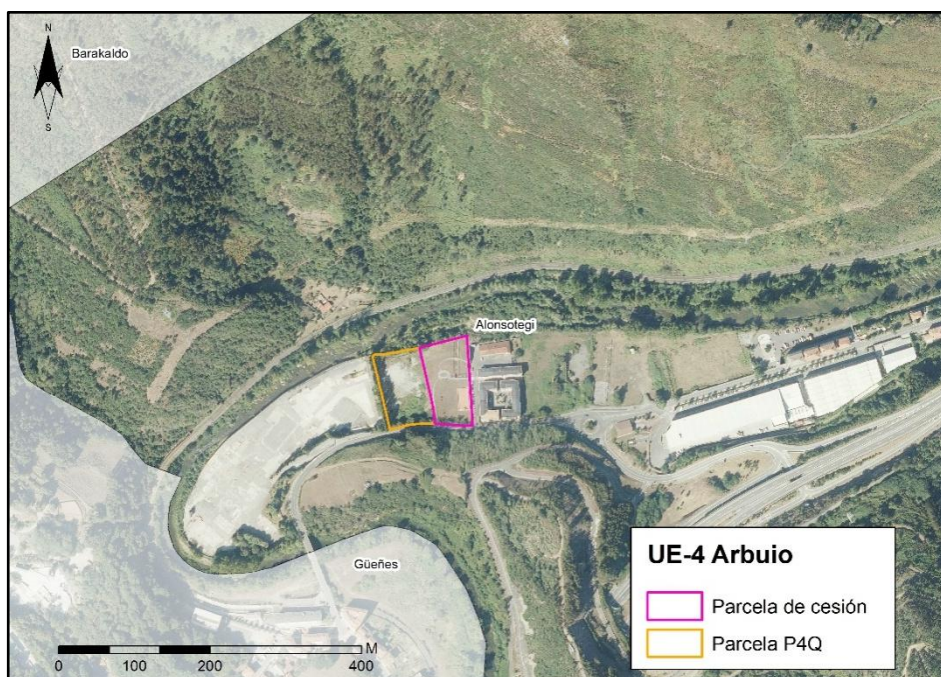 N
Barakaldo
S
Alonsotegi
Güeñes
UE-4 Arbuio
Parcela de cesión
Parcela P4Q
M
0 100 200 400